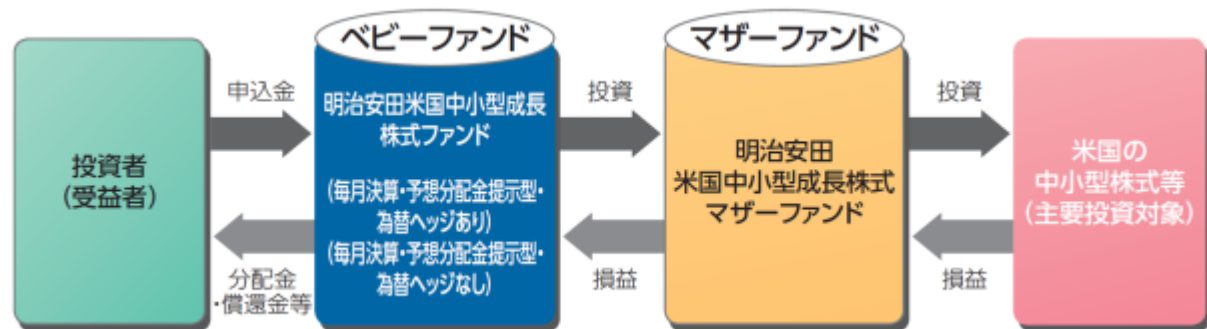 投資者
(受益者)
申込金
分配金
・償還金等
ベビーファンド
明治安田米国中小型成長
株式ファンド
(毎月決算・予想分配金提示型・
為替ヘッジあり)
(毎月決算・予想分配金提示型・
為替ヘッジなし)
投資
損益
マザーファンド
明治安田
米国中小型成長株式
マザーファンド
投資
損益
米国の
中小型株式等
(主要投資対象)